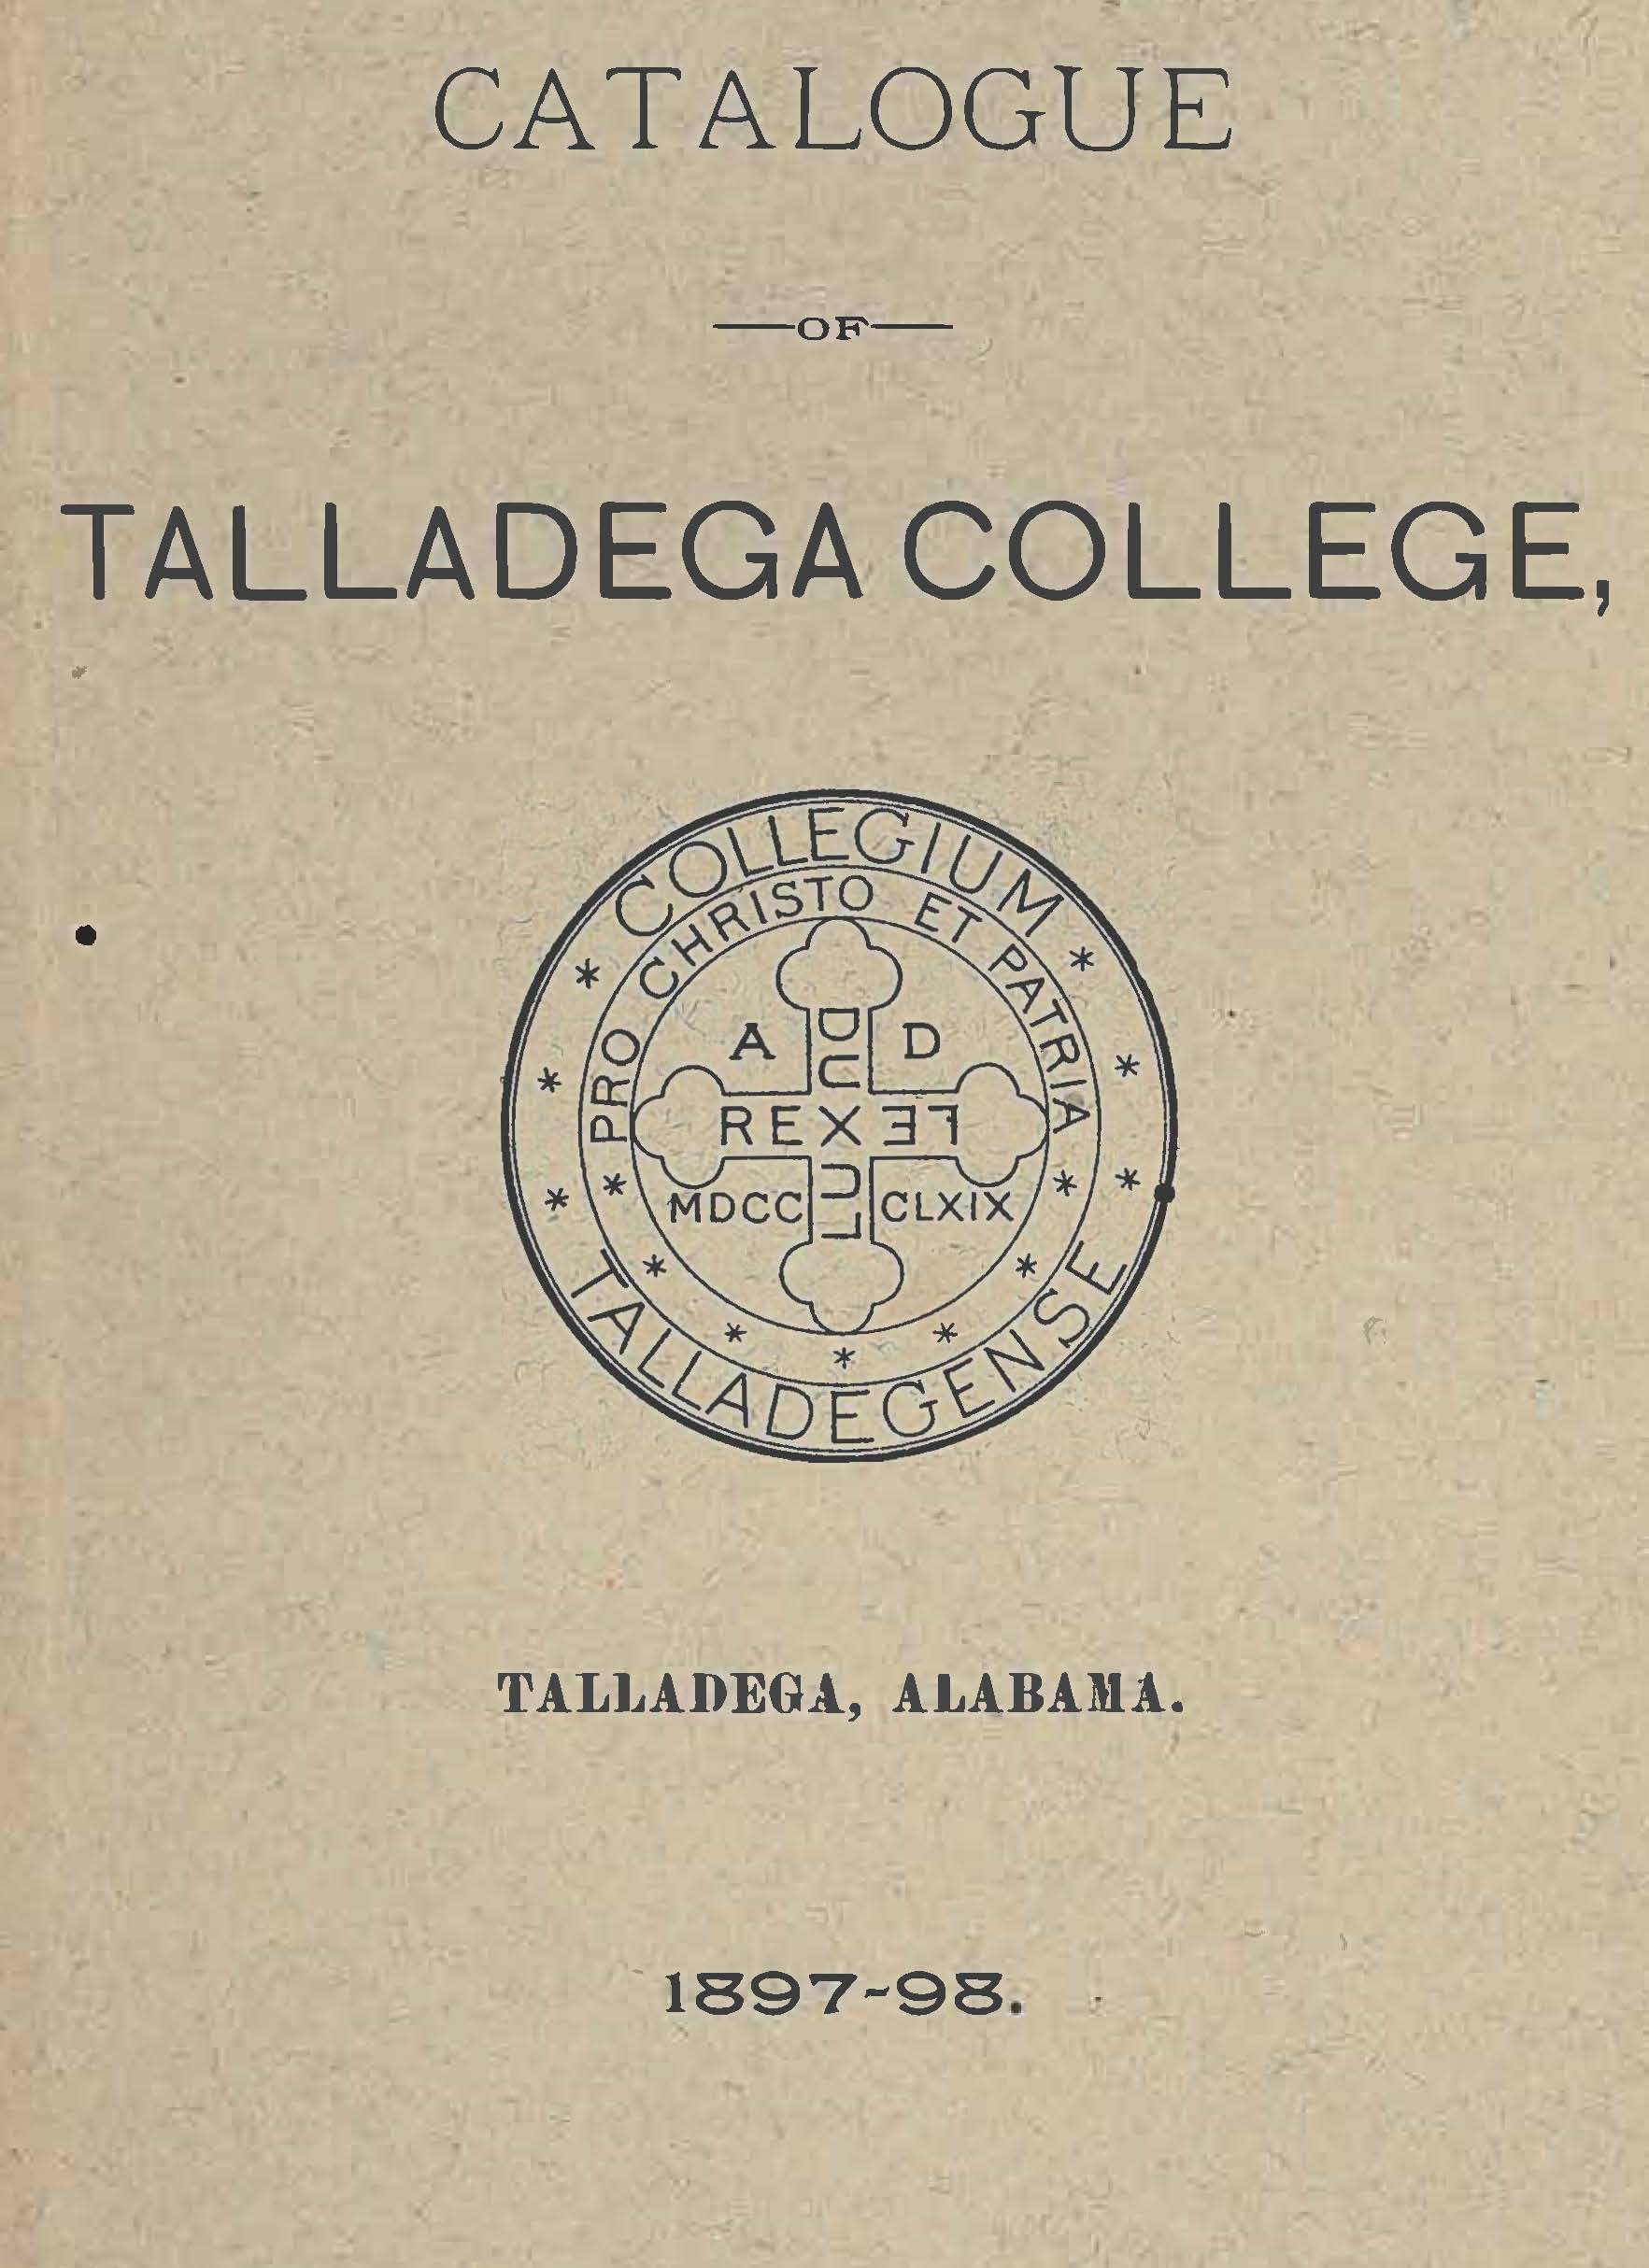 CATALOGUE
OF
TALLADEGA COLLEGE,
COLLEGIUM
PRO CHRISTO ET PATRIA
A D
DUX
REX LEX
LUX
MDCC CLXIX
TALLADEGENSE
TALLADEGA, ALABAMA.
1897-98.